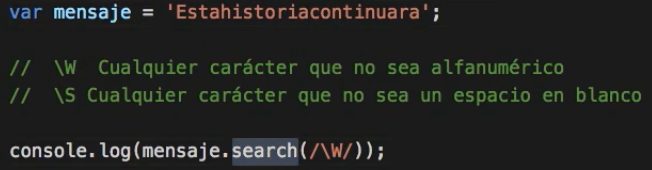 var mensaje = 'Estahistoriacontinuara';
//  \W  Cualquier carácter que no sea alfanumérico
//  \S Cualquier carácter que no sea un espacio en blanco
console.log(mensaje.search(/\W/));